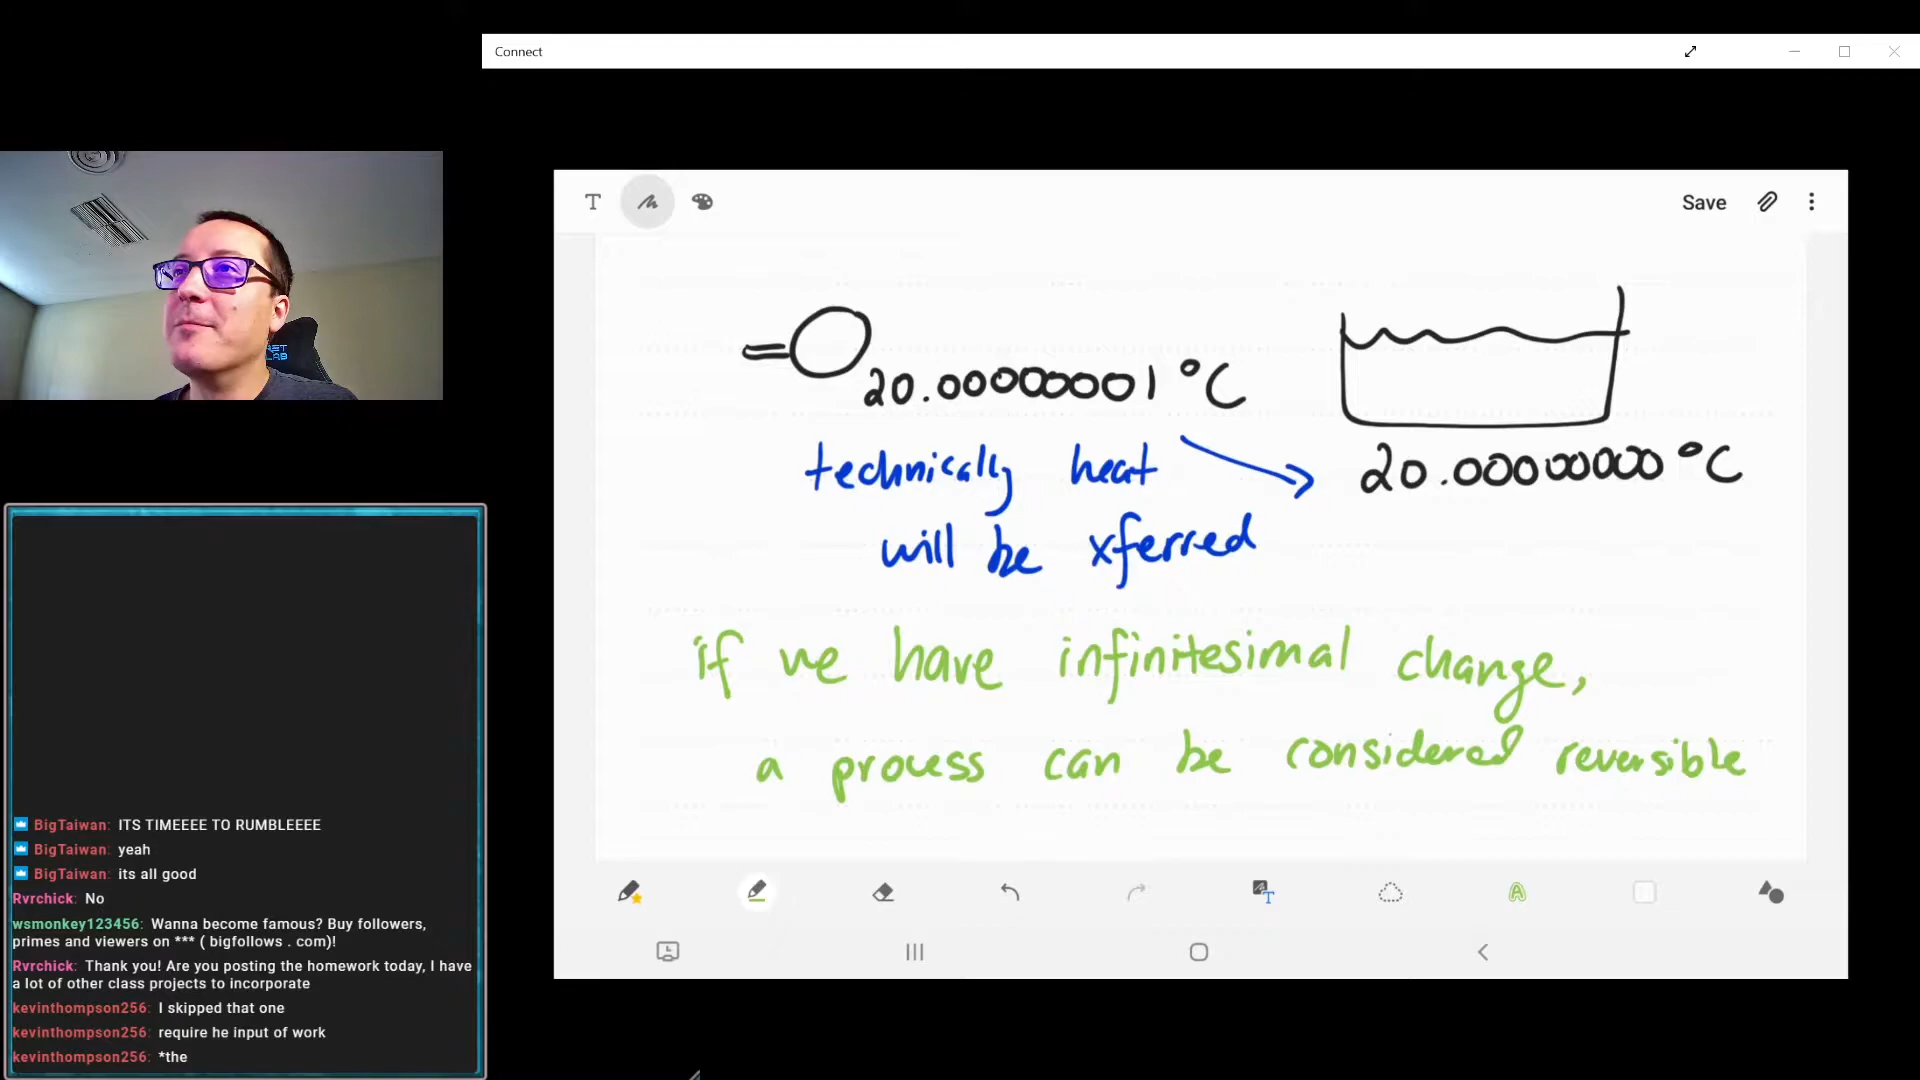 Connect
T
Save
20.00000001 °C
technically heat
will be xferred
20.00000000 °C
if we have infinitesimal change,
a process can be considered reversible
BigTaiwan: ITS TIMEEEE TO RUMBLEEEE
BigTaiwan: yeah
BigTaiwan: its all good
Rvrchick: No
wsmonkey123456: Wanna become famous? Buy followers,
primes and viewers on *** ( bigfollows . com)!
Rvrchick: Thank you! Are you posting the homework today, I have
a lot of other class projects to incorporate
kevinthompson256: I skipped that one
kevinthompson256: require he input of work
kevinthompson256: *the